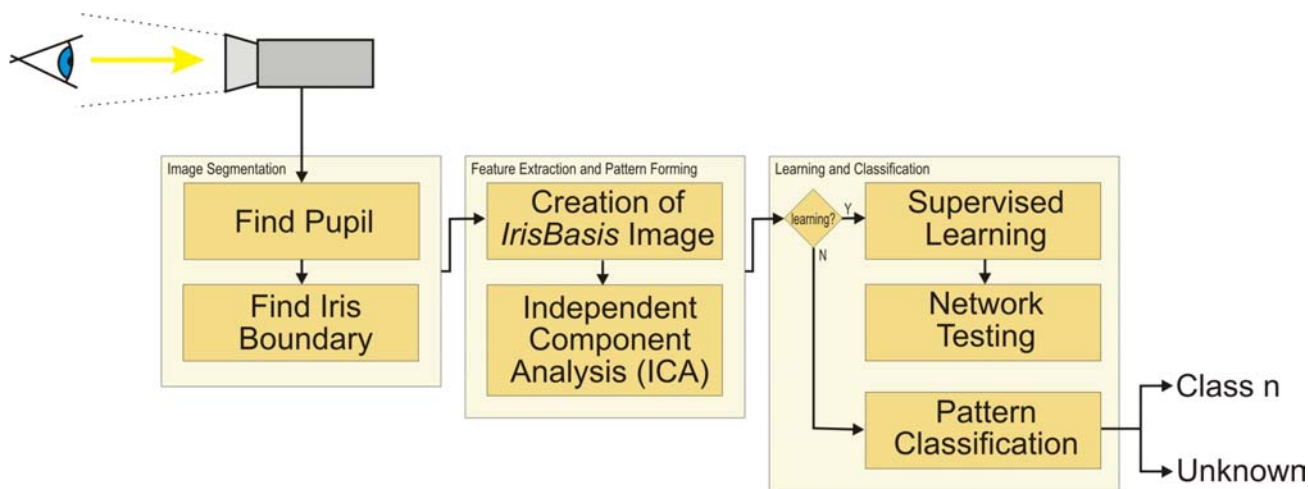 Image Segmentation
Find Pupil
Find Iris
Boundary
Feature Extraction and Pattern Forming
Creation of
IrisBasis Image
Independent
Component
Analysis (ICA)
Learning and Classification
learning?
Y
N
Supervised
Learning
Network
Testing
Pattern
Classification
Class n
Unknown